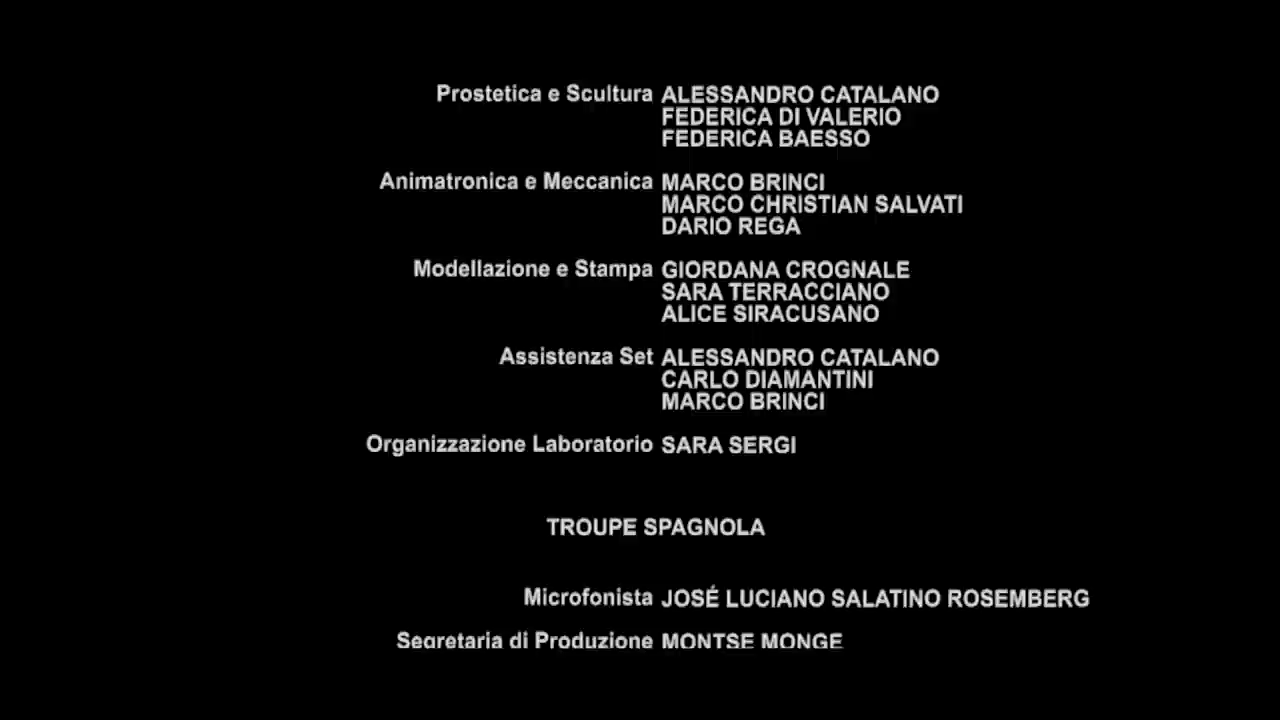 Prostetica e Scultura ALESSANDRO CATALANO
FEDERICA DI VALERIO
FEDERICA BAESSO
Animatronica e Meccanica MARCO BRINCI
MARCO CHRISTIAN SALVATI
DARIO REGA
Modellazione e Stampa GIORDANA CROGNALE
SARA TERRACCIANO
ALICE SIRACUSANO
Assistenza Set ALESSANDRO CATALANO
CARLO DIAMANTINI
MARCO BRINCI
Organizzazione Laboratorio SARA SERGI
TROUPE SPAGNOLA
Microfonista JOSÉ LUCIANO SALATINO ROSEMBERG
Segretaria di Produzione MONTSE MONGE